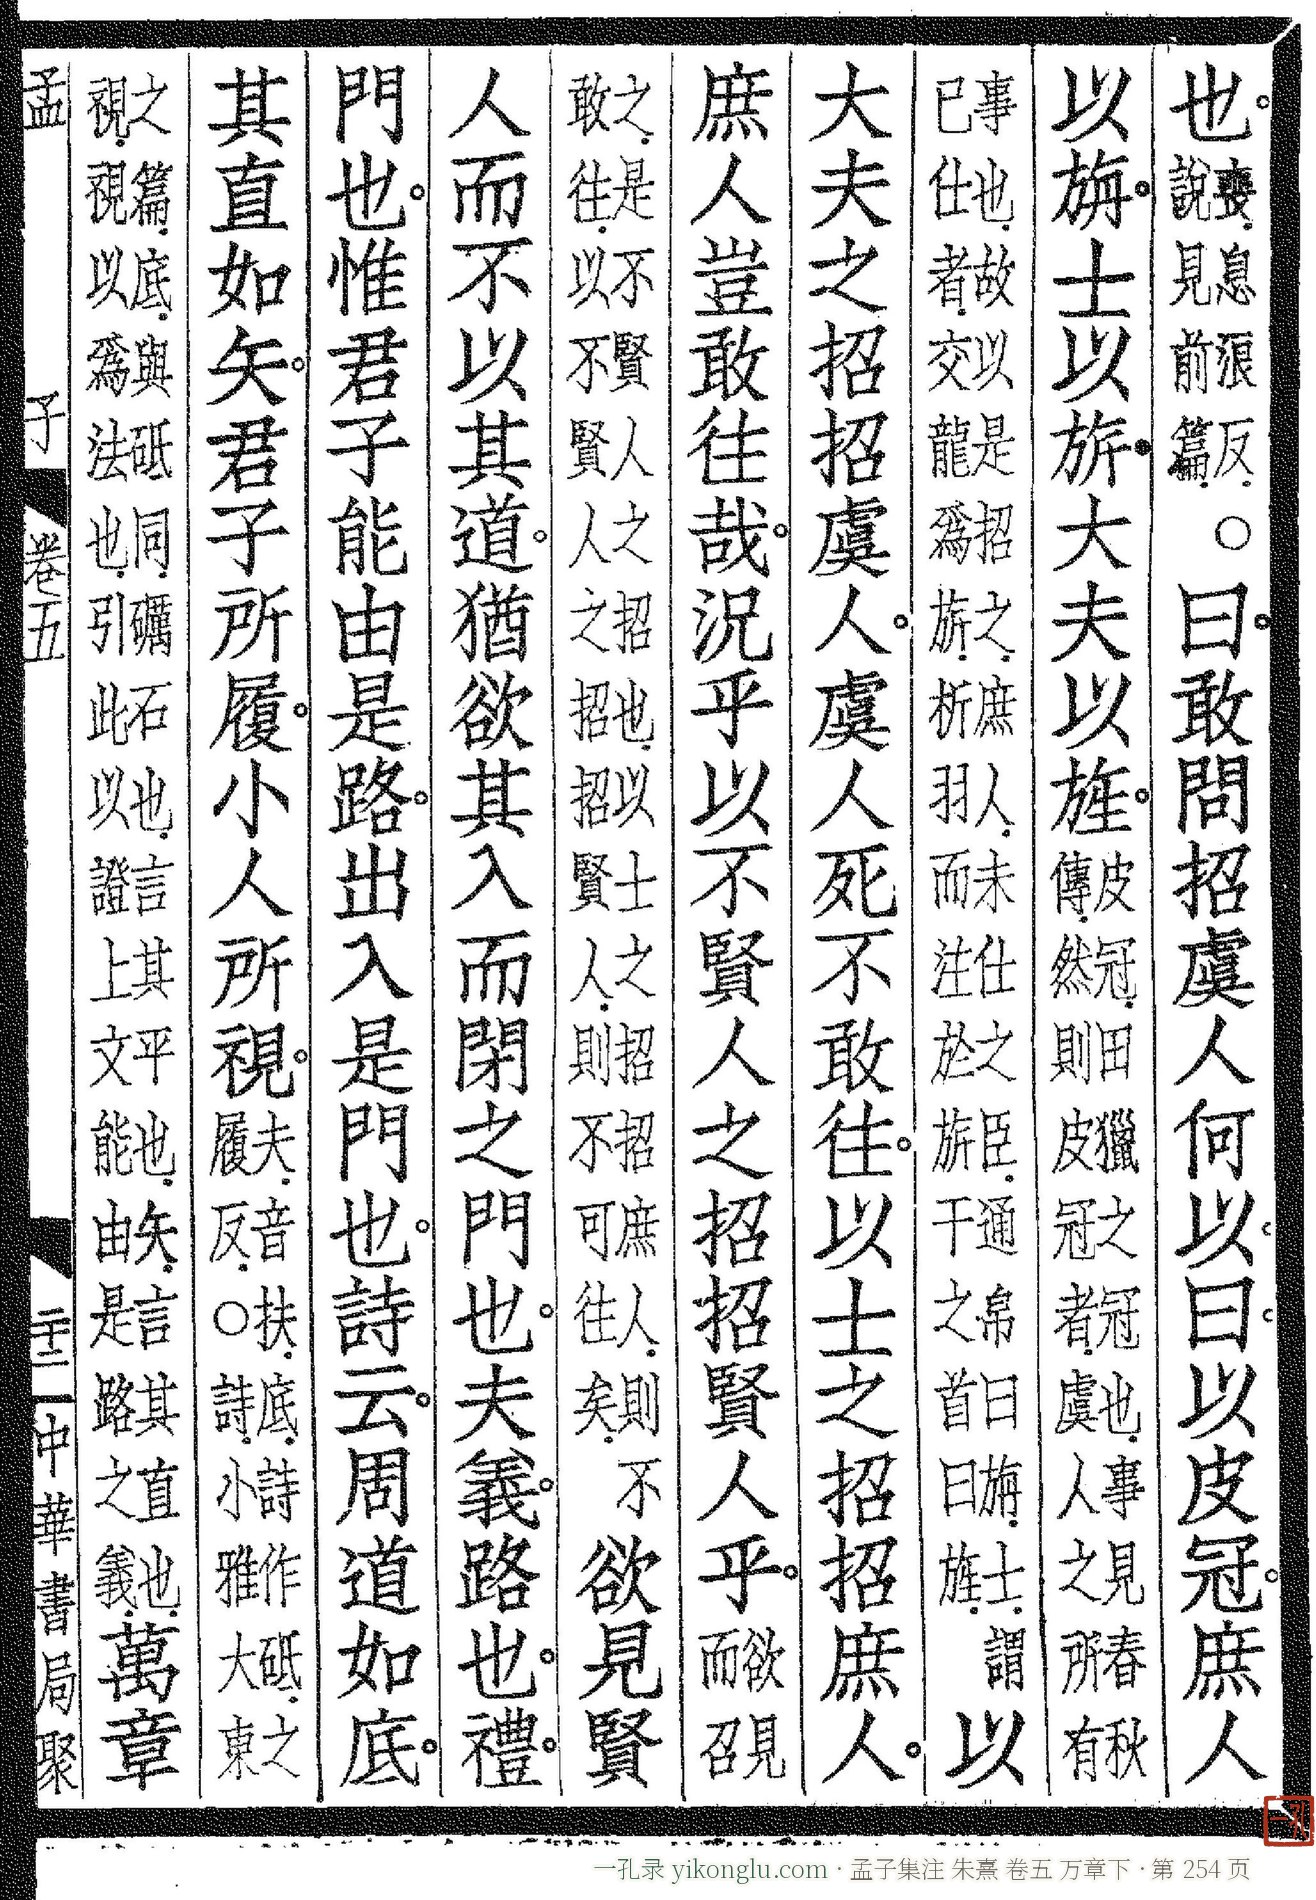 也。喪。息浪反。○說見前篇。曰。敢問招虞人何以。曰。以皮冠。庶人
以旃。士以旂。大夫以旌。皮冠。田獵之冠也。事見春秋傳。然則皮冠者。虞人之所有
事也。故以是招之。庶人。未仕之臣。通帛曰旃。士。謂已仕者。交龍爲旂。析羽而注於旂干之首曰旌。以
大夫之招招虞人。虞人死不敢往。以士之招招庶人。
庶人豈敢往哉。況乎以不賢人之招招賢人乎。欲見而召
之。是不賢人之招也。以士之招招庶人。則不敢往。以不賢人之招招賢人。則不可往矣。欲見賢
人而不以其道。猶欲其入而閉之門也。夫義。路也。禮。
門也。惟君子能由是路。出入是門也。詩云。周道如底。
其直如矢。君子所履。小人所視。夫。音扶。底。詩作砥。之履反。○詩。小雅大東
之篇。底。與砥同。礪石也。言其平也。矢。言其直也。視。視以爲法也。引此以證上文能由是路之義。萬章
孟子 卷五 二十二 中華書局聚
一孔录 yikonglu.com · 孟子集注 朱熹 卷五 万章下 · 第 254 页